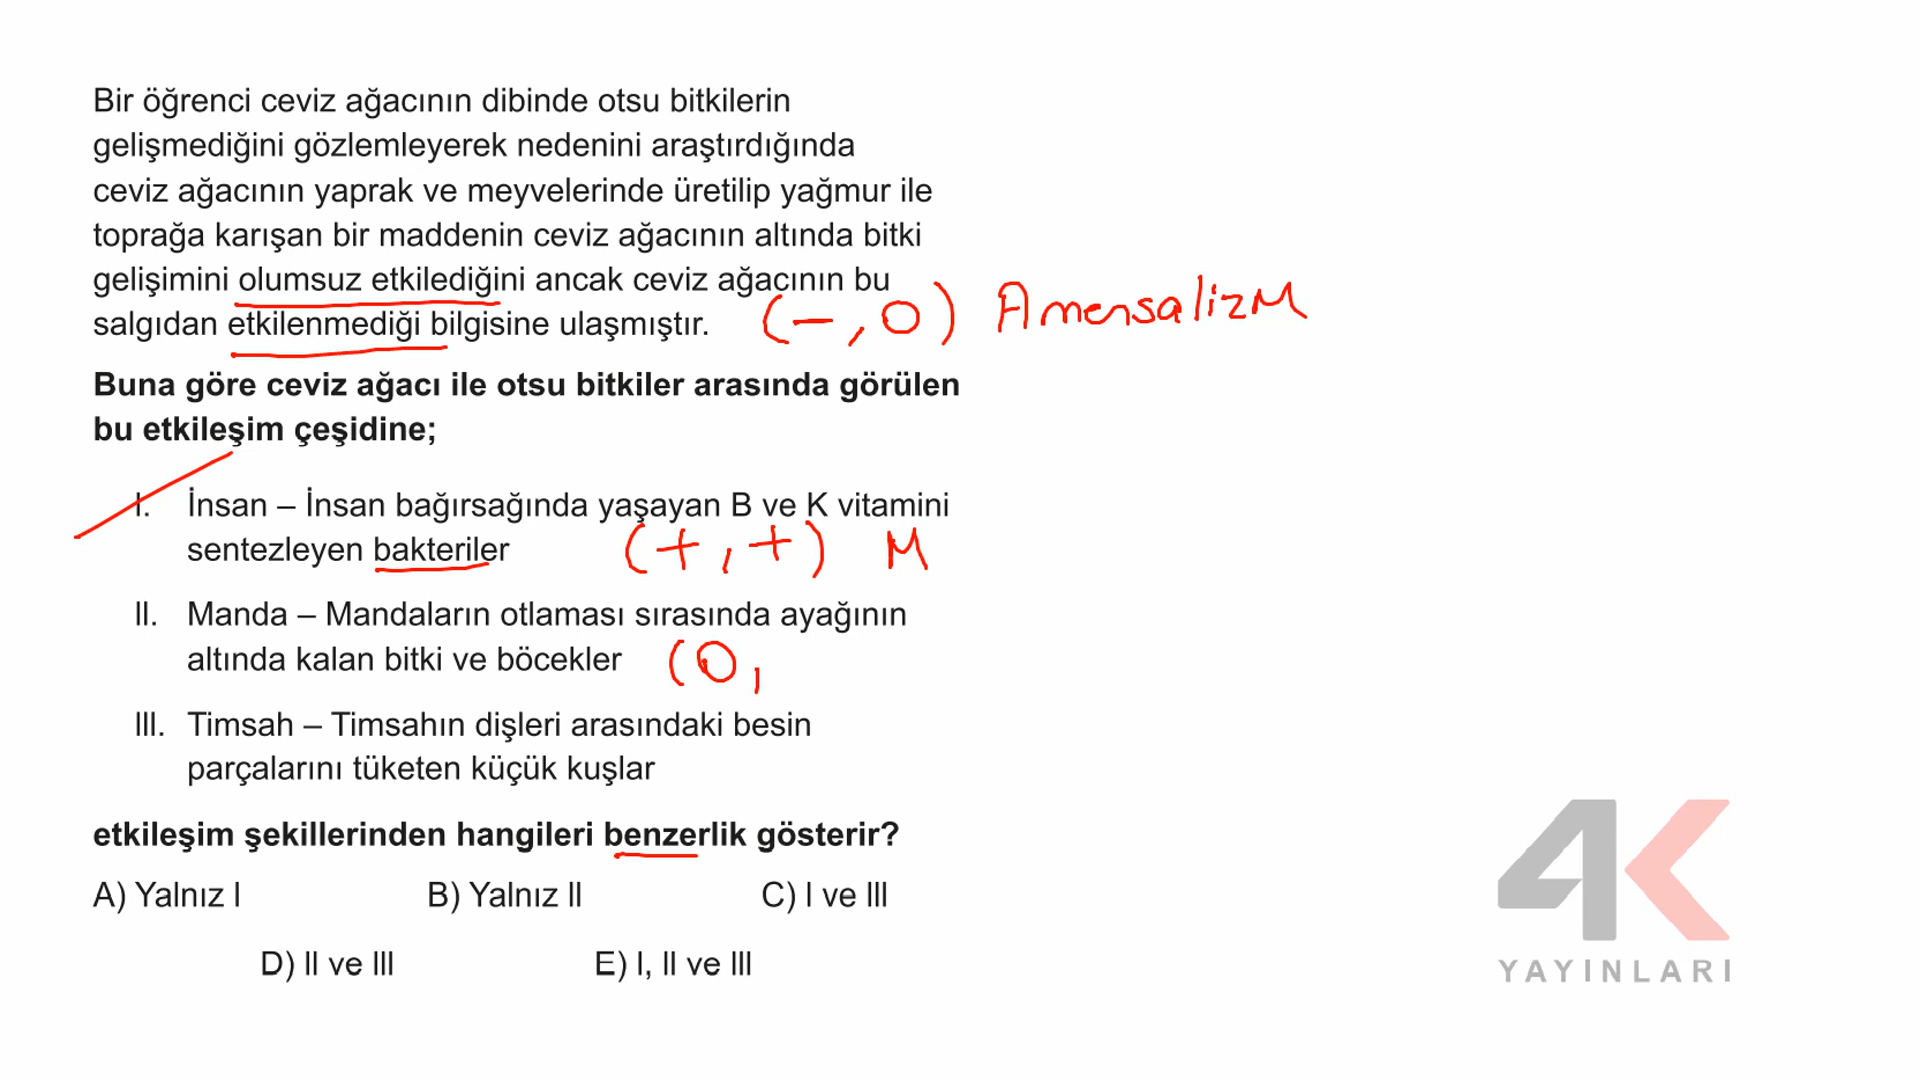 Bir öğrenci ceviz ağacının dibinde otsu bitkilerin
gelişmediğini gözlemleyerek nedenini araştırdığında
ceviz ağacının yaprak ve meyvelerinde üretilip yağmur ile
toprağa karışan bir maddenin ceviz ağacının altında bitki
gelişimini olumsuz etkilediğini ancak ceviz ağacının bu
salgıdan etkilenmediği bilgisine ulaşmıştır. (-,0) Amensalizm
Buna göre ceviz ağacı ile otsu bitkiler arasında görülen
bu etkileşim çeşidine;
I. İnsan – İnsan bağırsağında yaşayan B ve K vitamini
sentezleyen bakteriler (+,+) M
II. Manda – Mandaların otlaması sırasında ayağının
altında kalan bitki ve böcekler (0,
III. Timsah – Timsahın dişleri arasındaki besin
parçalarını tüketen küçük kuşlar
etkileşim şekillerinden hangileri benzerlik gösterir?
A) Yalnız I B) Yalnız II C) I ve III
D) II ve III E) I, II ve III
4K
YAYINLARI